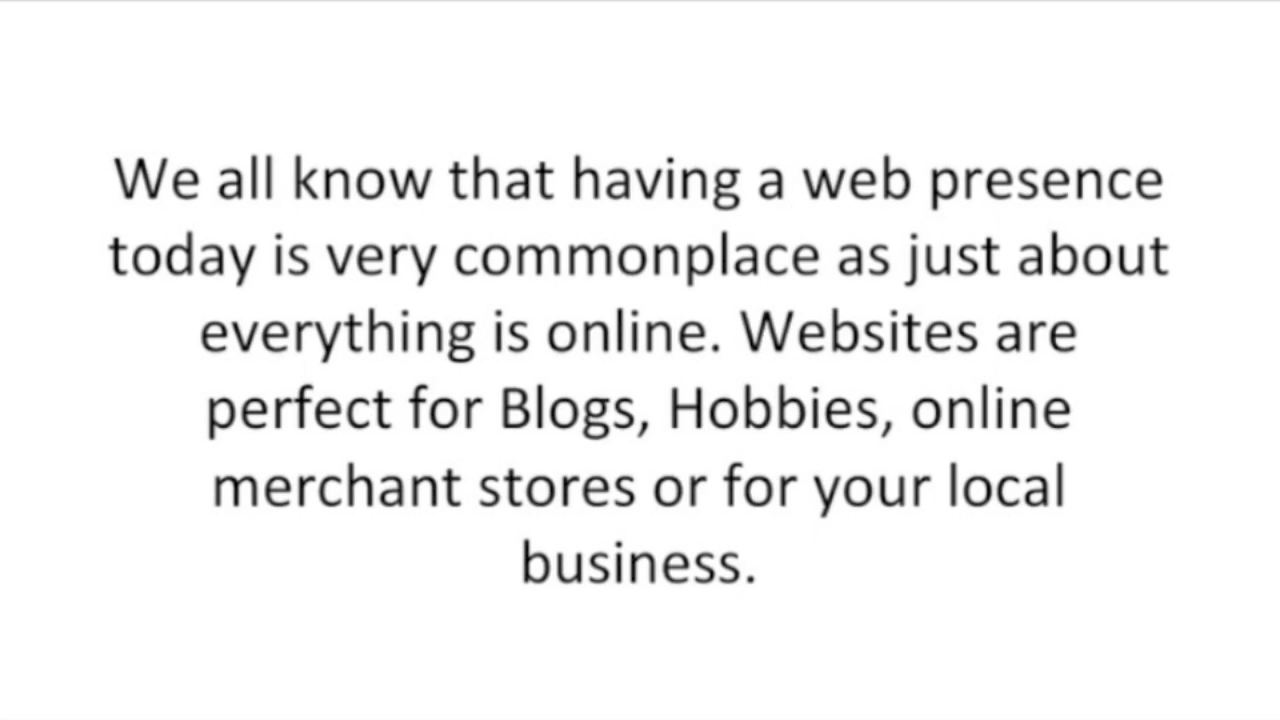 We all know that having a web presence
today is very commonplace as just about
everything is online. Websites are
perfect for Blogs, Hobbies, online
merchant stores or for your local
business.